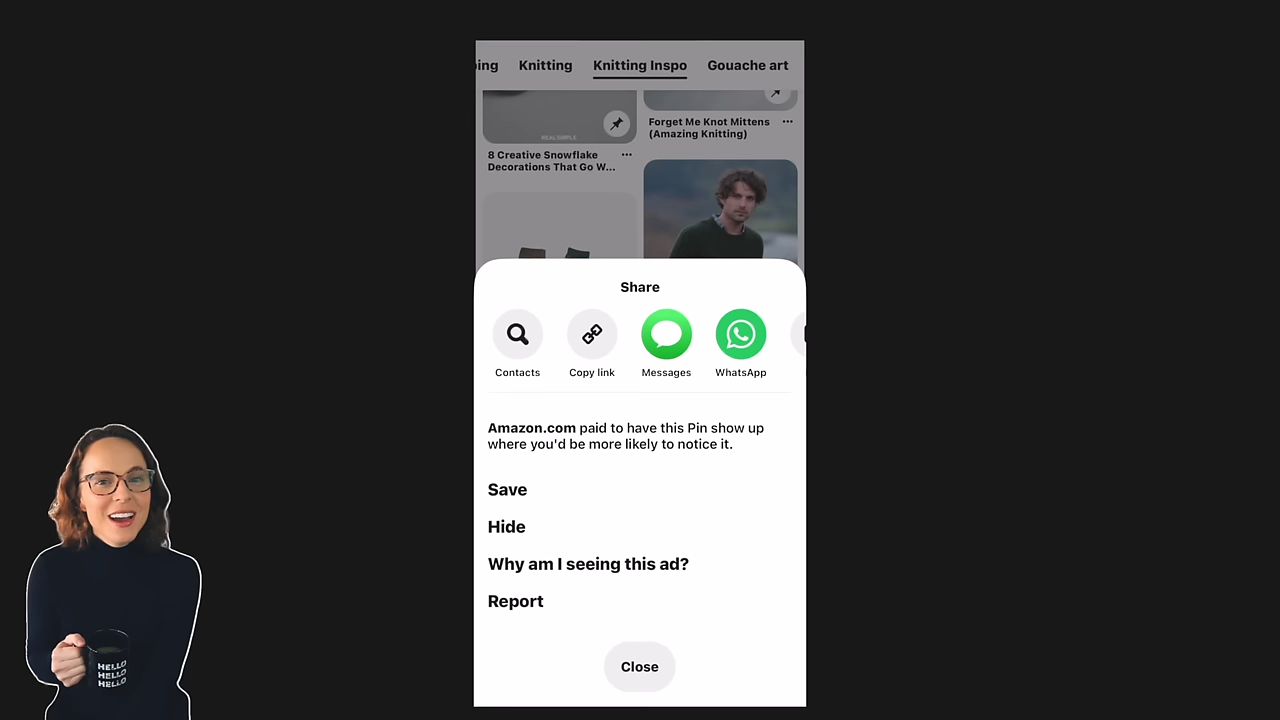 ing Knitting Knitting Inspo Gouache art
REALSIMPLE
Forget Me Knot Mittens
(Amazing Knitting)
8 Creative Snowflake
Decorations That Go W...
Share
Contacts Copy link Messages WhatsApp
Amazon.com paid to have this Pin show up
where you'd be more likely to notice it.
Save
Hide
Why am I seeing this ad?
Report
Close
HELLO
HELLO
HELLO